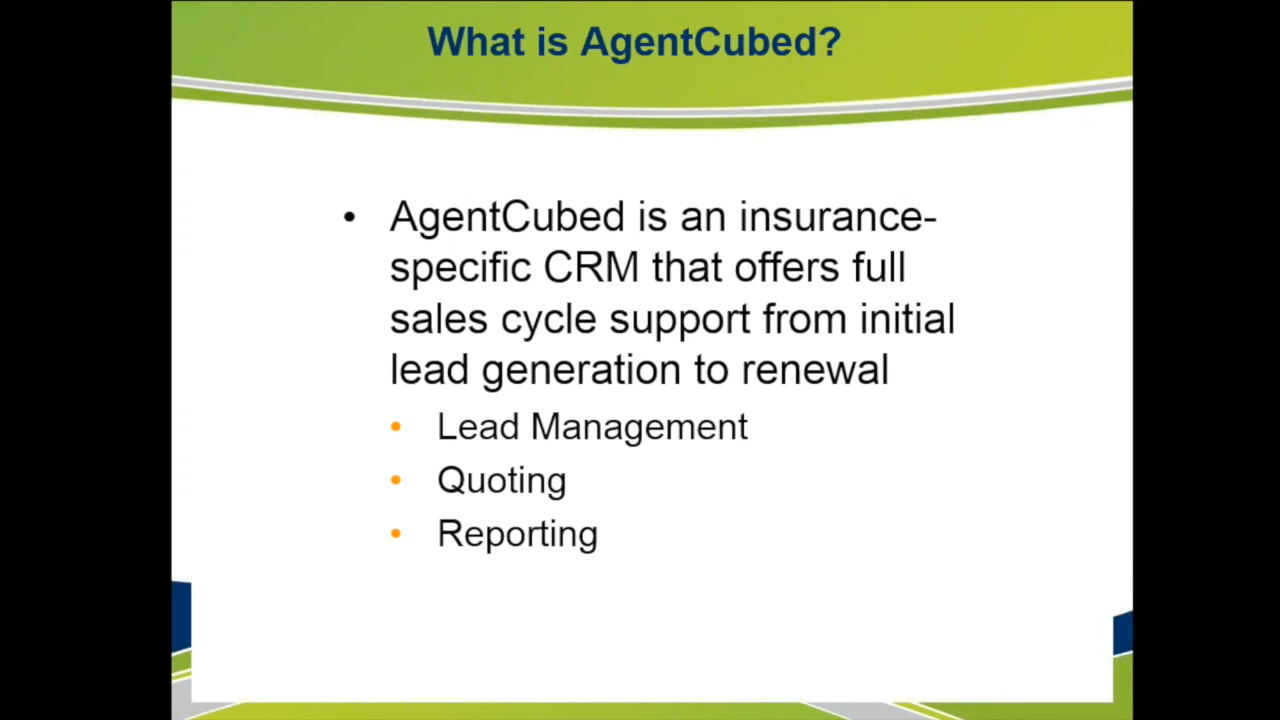 What is AgentCubed?
• AgentCubed is an insurance-
specific CRM that offers full
sales cycle support from initial
lead generation to renewal
• Lead Management
• Quoting
• Reporting